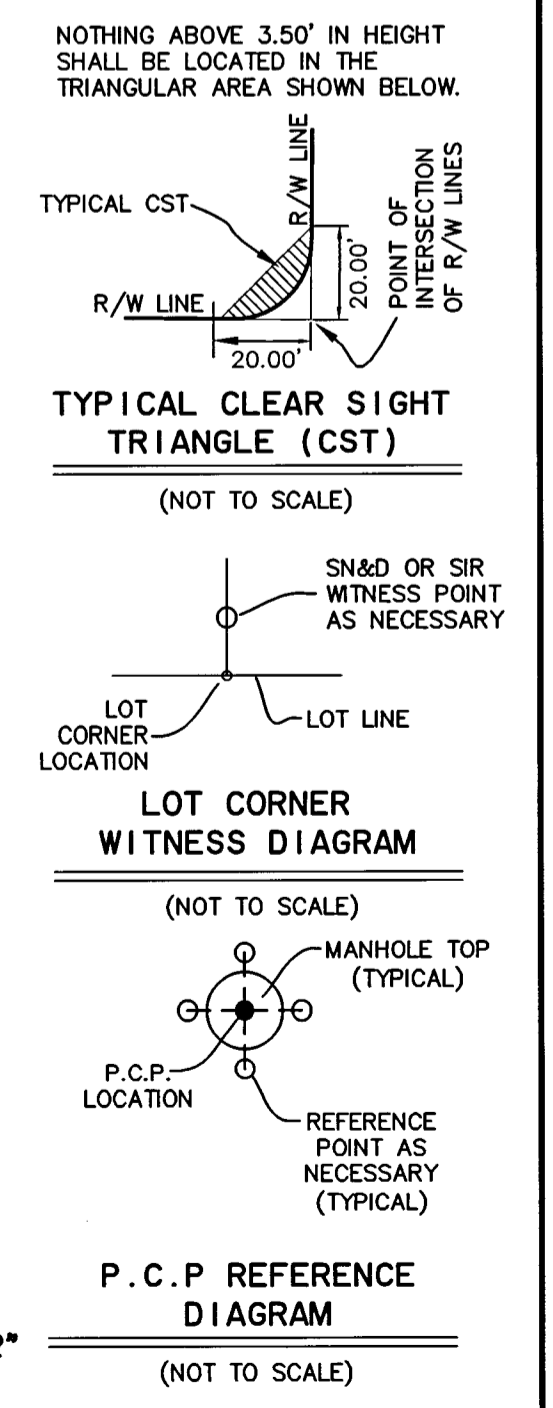 NOTHING ABOVE 3.50' IN HEIGHT
SHALL BE LOCATED IN THE
TRIANGULAR AREA SHOWN BELOW.
R/W LINE
TYPICAL CST
POINT OF
INTERSECTION
OF R/W LINES
20.00'
R/W LINE
20.00'
TYPICAL CLEAR SIGHT
TRIANGLE (CST)
(NOT TO SCALE)
SN&D OR SIR
WITNESS POINT
AS NECESSARY
LOT
CORNER
LOCATION
LOT LINE
LOT CORNER
WITNESS DIAGRAM
(NOT TO SCALE)
MANHOLE TOP
(TYPICAL)
P.C.P.
LOCATION
REFERENCE
POINT AS
NECESSARY
(TYPICAL)
P.C.P REFERENCE
DIAGRAM
(NOT TO SCALE)